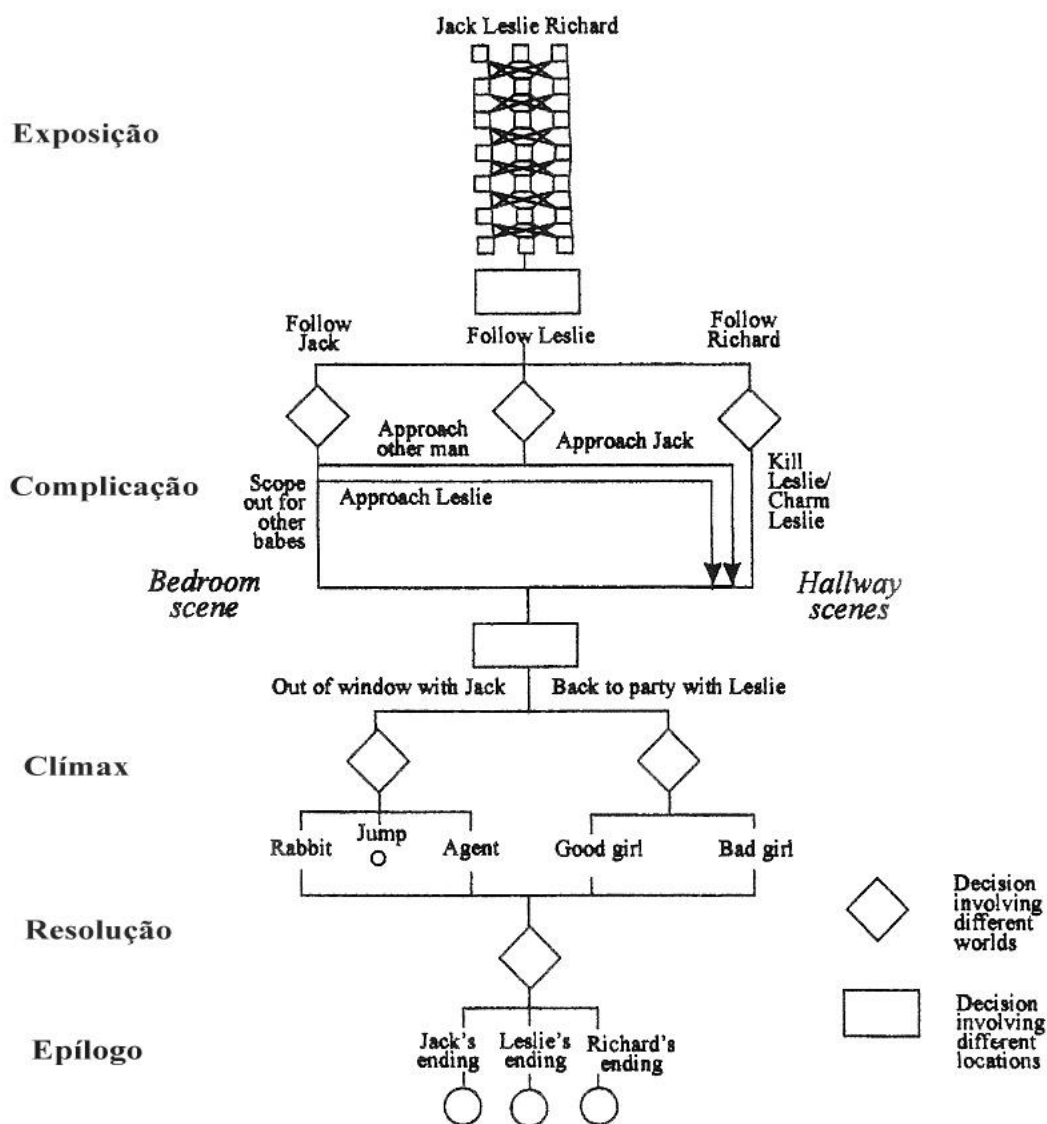 Jack Leslie Richard
Exposição
Follow
Jack
Follow Leslie
Follow
Richard
Approach
other man
Approach Jack
Complicação
Scope
out for
other
babes
Approach Leslie
Kill
Leslie/
Charm
Leslie
Bedroom
scene
Hallway
scenes
Out of window with Jack
Back to party with Leslie
Clímax
Rabbit
Jump
Agent
Good girl
Bad girl
Decision
involving
different
worlds
Resolução
Decision
involving
different
locations
Epílogo
Jack's
ending
Leslie's
ending
Richard's
ending